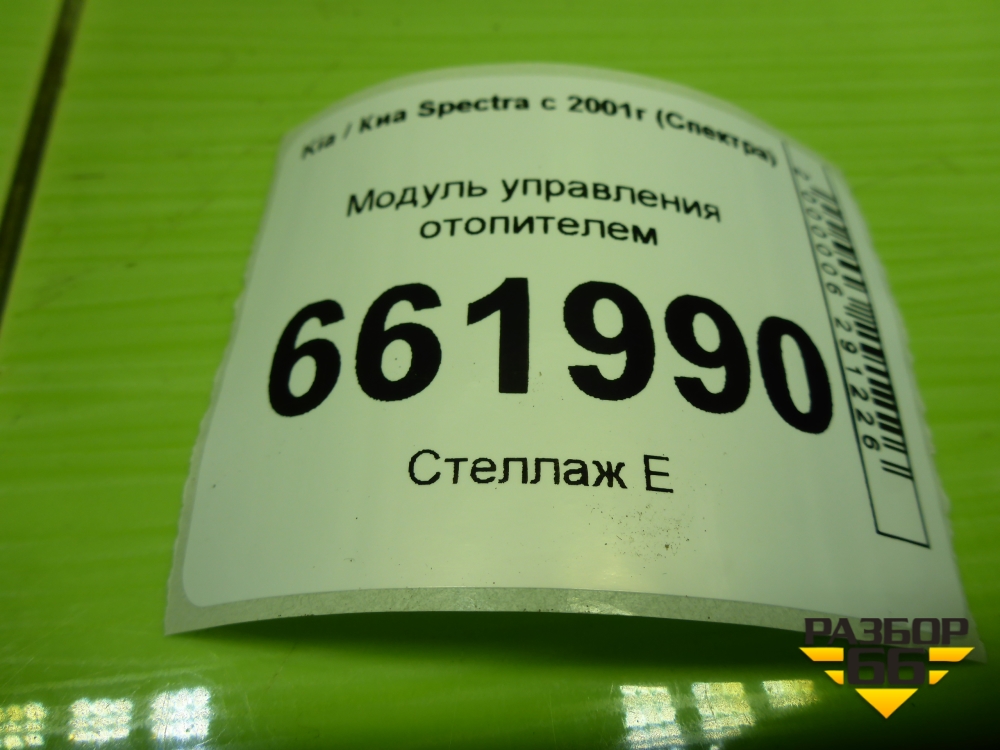 Kia / Киа Spectra с 2001г (Спектра)
Модуль управления
отопителем
661990
Стеллаж E
2000006291226
РАЗБОР
66